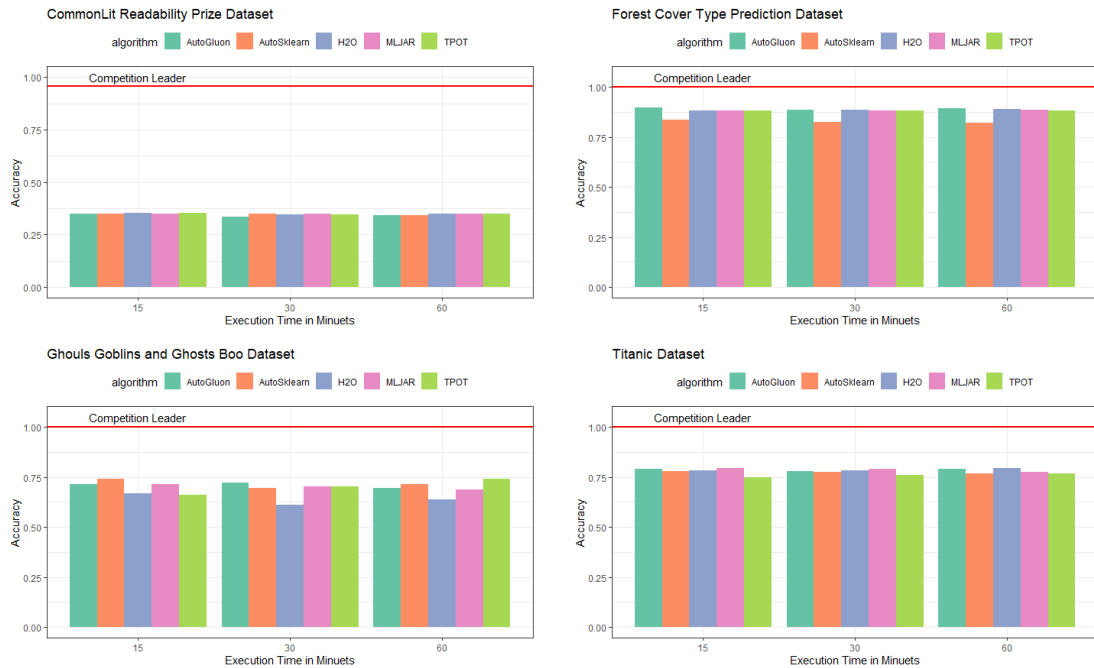 CommonLit Readability Prize Dataset
algorithm AutoGluon AutoSklearn H2O MLJAR TPOT
Competition Leader
1.00
0.75
0.50
0.25
0.00
Accuracy
15 30 60
Execution Time in Minuets
Forest Cover Type Prediction Dataset
algorithm AutoGluon AutoSklearn H2O MLJAR TPOT
Competition Leader
1.00
0.75
0.50
0.25
0.00
Accuracy
15 30 60
Execution Time in Minuets
Ghouls Goblins and Ghosts Boo Dataset
algorithm AutoGluon AutoSklearn H2O MLJAR TPOT
Competition Leader
1.00
0.75
0.50
0.25
0.00
Accuracy
15 30 60
Execution Time in Minuets
Titanic Dataset
algorithm AutoGluon AutoSklearn H2O MLJAR TPOT
Competition Leader
1.00
0.75
0.50
0.25
0.00
Accuracy
15 30 60
Execution Time in Minuets